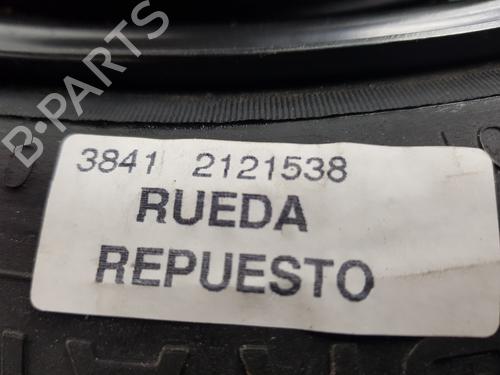 B-PARTS
3841 2121538
RUEDA
REPUESTO